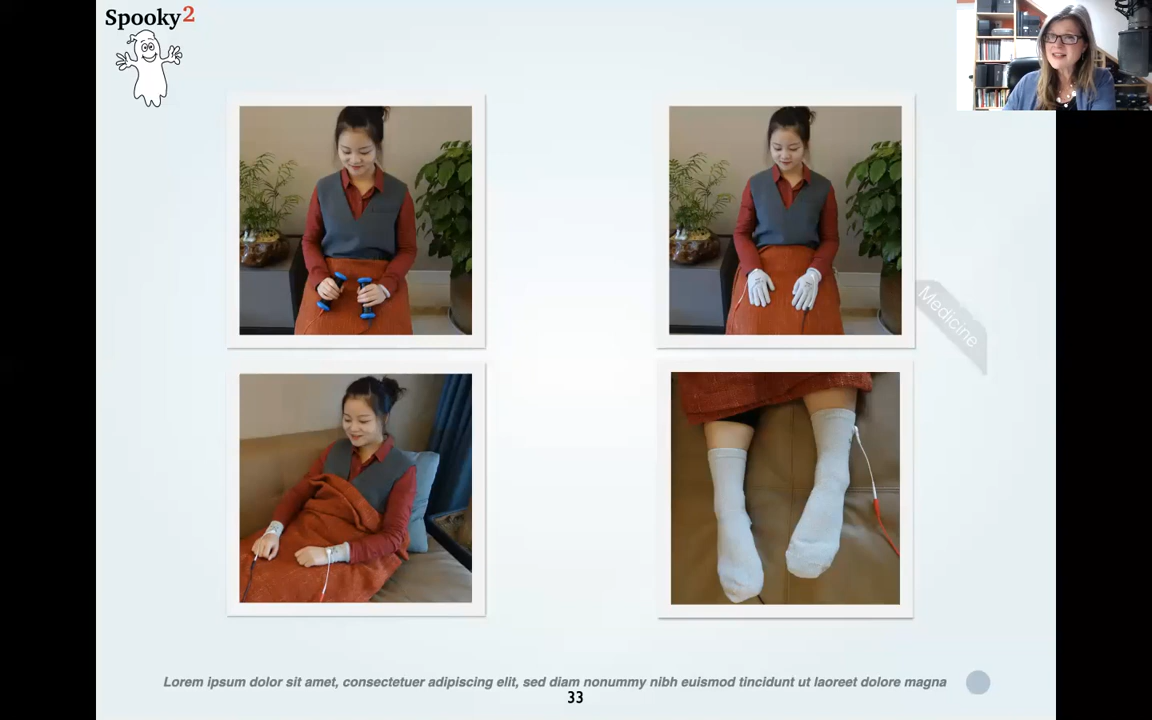 Spooky2
Medicine
Lorem ipsum dolor sit amet, consectetuer adipiscing elit, sed diam nonummy nibh euismod tincidunt ut laoreet dolore magna
33